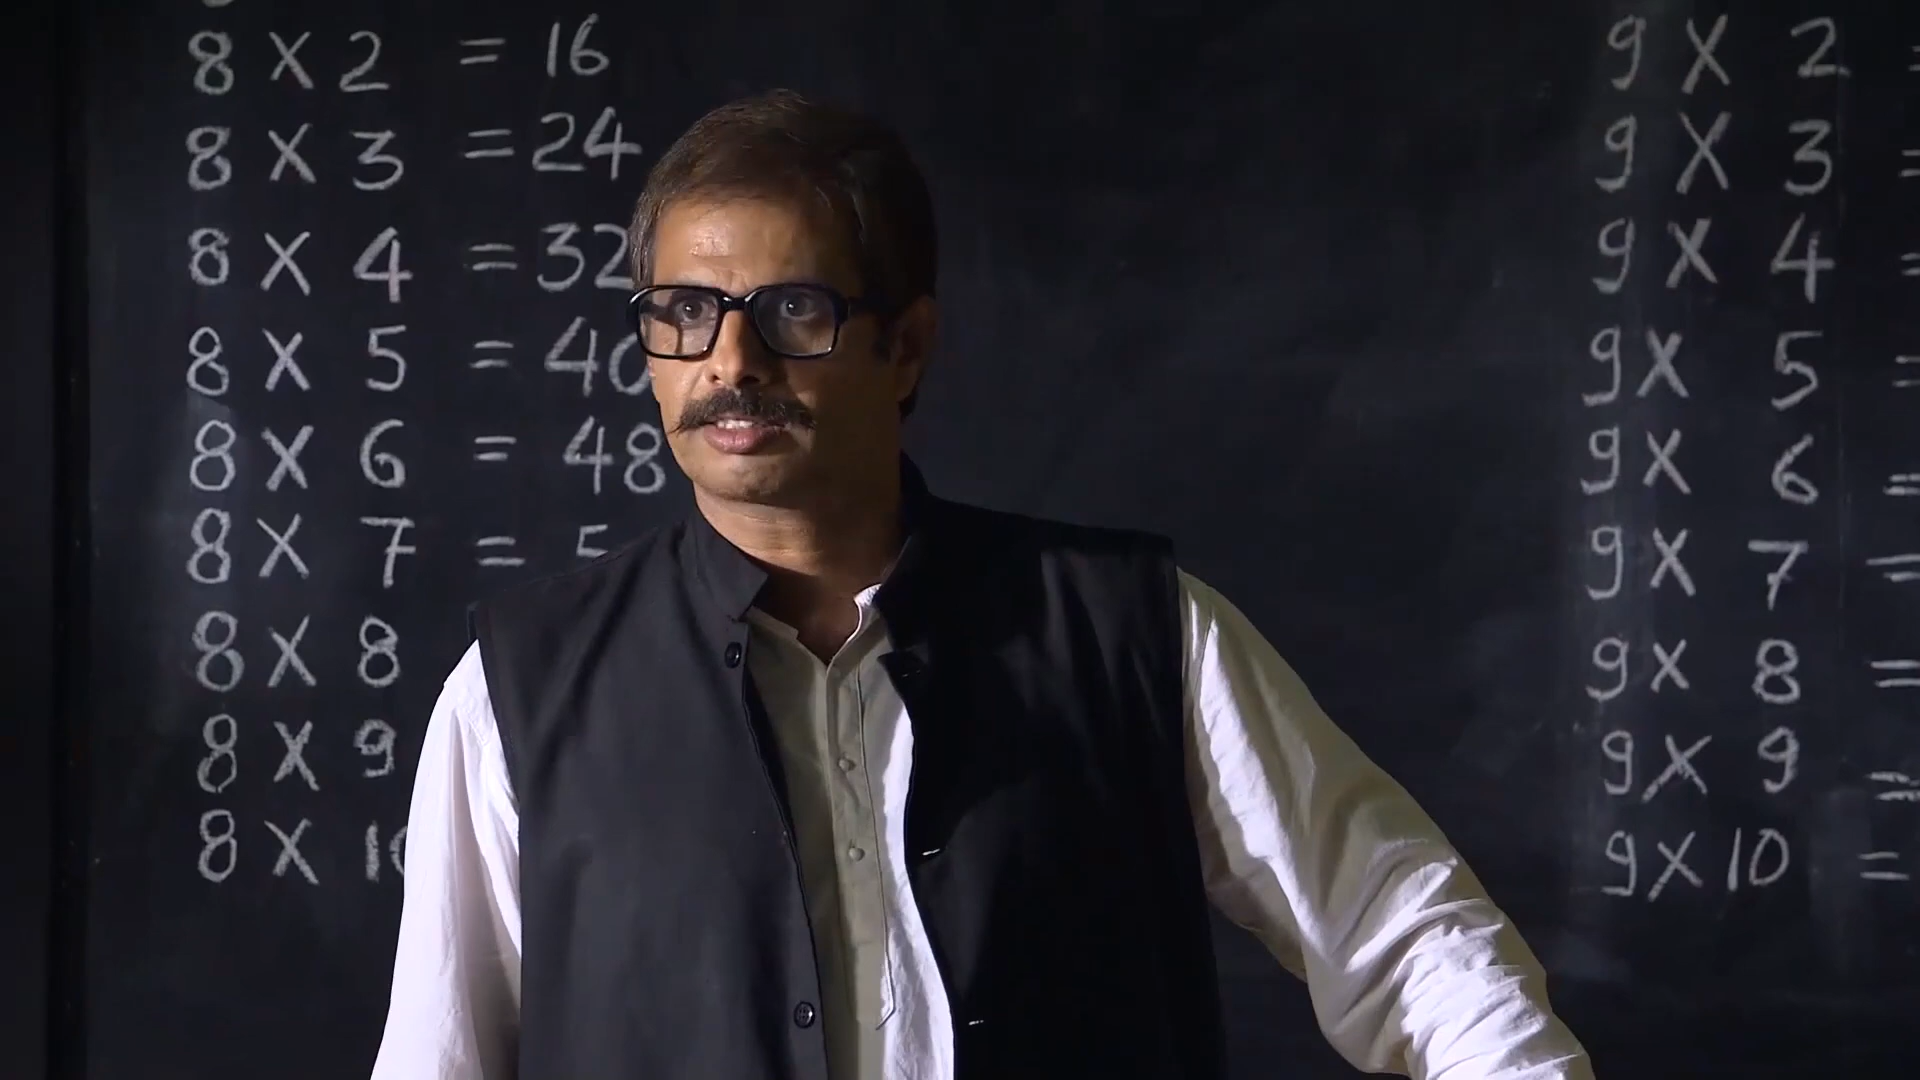 8 X 2 = 16
8 X 3 = 24
8 X 4 = 32
8 X 5 = 40
8 X 6 = 48
8 X 7 = 5
8 X 8
8 X 9
8 X 10
9 X 2 =
9 X 3 =
9 X 4 =
9 X 5 =
9 X 6 =
9 X 7 =
9 X 8 =
9 X 9 =
9 X 10 =